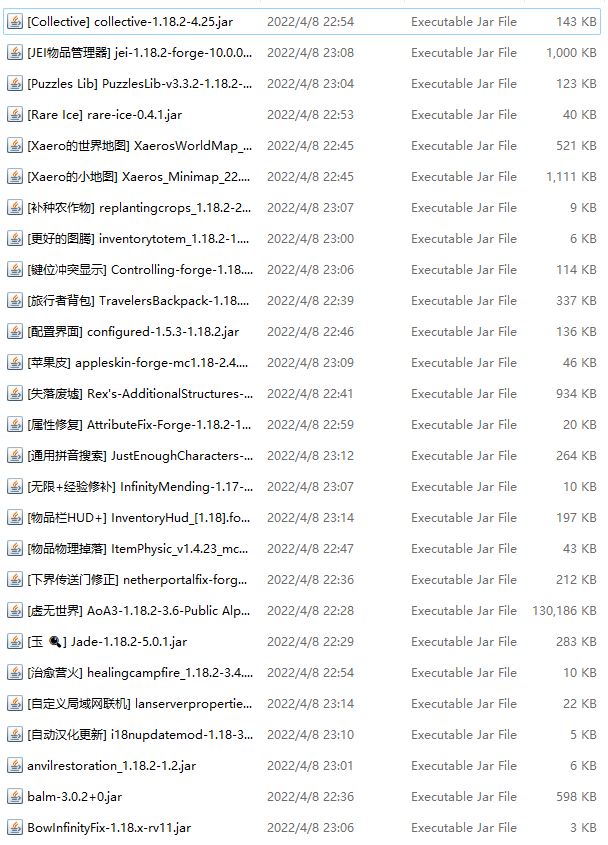 [Collective] collective-1.18.2-4.25.jar 2022/4/8 22:54 Executable Jar File 143 KB
[JEI物品管理器] jei-1.18.2-forge-10.0.0... 2022/4/8 23:08 Executable Jar File 1,000 KB
[Puzzles Lib] PuzzlesLib-v3.3.2-1.18.2-... 2022/4/8 23:04 Executable Jar File 123 KB
[Rare Ice] rare-ice-0.4.1.jar 2022/4/8 22:53 Executable Jar File 40 KB
[Xaero的世界地图] XaerosWorldMap_... 2022/4/8 22:45 Executable Jar File 521 KB
[Xaero的小地图] Xaeros_Minimap_22.... 2022/4/8 22:45 Executable Jar File 1,111 KB
[补种农作物] replantingcrops_1.18.2-2... 2022/4/8 23:07 Executable Jar File 9 KB
[更好的图腾] inventorytotem_1.18.2-1.... 2022/4/8 23:00 Executable Jar File 6 KB
[键位冲突显示] Controlling-forge-1.18.... 2022/4/8 23:06 Executable Jar File 114 KB
[旅行者背包] TravelersBackpack-1.18.... 2022/4/8 22:39 Executable Jar File 337 KB
[配置界面] configured-1.5.3-1.18.2.jar 2022/4/8 22:46 Executable Jar File 136 KB
[苹果皮] appleskin-forge-mc1.18-2.4.... 2022/4/8 23:09 Executable Jar File 46 KB
[失落废墟] Rex's-AdditionalStructures-... 2022/4/8 22:41 Executable Jar File 934 KB
[属性修复] AttributeFix-Forge-1.18.2-1... 2022/4/8 22:59 Executable Jar File 20 KB
[通用拼音搜索] JustEnoughCharacters-... 2022/4/8 23:12 Executable Jar File 264 KB
[无限+经验修补] InfinityMending-1.17-... 2022/4/8 23:07 Executable Jar File 10 KB
[物品栏HUD+] InventoryHud_[1.18].fo... 2022/4/8 23:14 Executable Jar File 197 KB
[物品物理掉落] ItemPhysic_v1.4.23_mc... 2022/4/8 22:47 Executable Jar File 43 KB
[下界传送门修正] netherportalfix-forg... 2022/4/8 22:36 Executable Jar File 212 KB
[虚无世界] AoA3-1.18.2-3.6-Public Alp... 2022/4/8 22:28 Executable Jar File 130,186 KB
[玉 🔍] Jade-1.18.2-5.0.1.jar 2022/4/8 22:29 Executable Jar File 283 KB
[治愈营火] healingcampfire_1.18.2-3.4.... 2022/4/8 22:54 Executable Jar File 10 KB
[自定义局域网联机] lanserverpropertie... 2022/4/8 23:14 Executable Jar File 22 KB
[自动汉化更新] i18nupdatemod-1.18-3... 2022/4/8 23:10 Executable Jar File 5 KB
anvilrestoration_1.18.2-1.2.jar 2022/4/8 23:01 Executable Jar File 6 KB
balm-3.0.2+0.jar 2022/4/8 22:36 Executable Jar File 598 KB
BowInfinityFix-1.18.x-rv11.jar 2022/4/8 23:06 Executable Jar File 3 KB